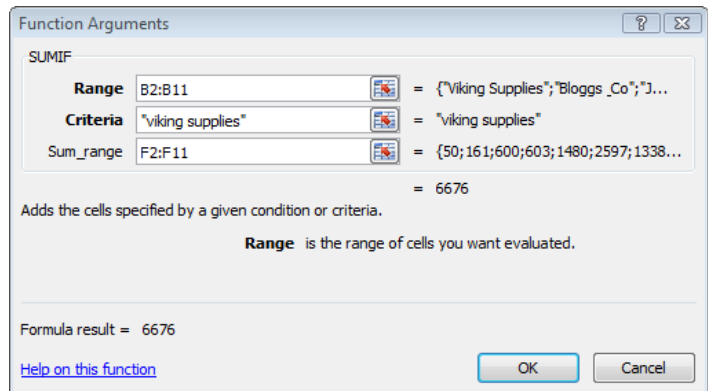 Function Arguments
SUMIF
Range B2:B11 = {"Viking Supplies";"Bloggs _Co";"J...
Criteria "viking supplies" = "viking supplies"
Sum_range F2:F11 = {50;161;600;603;1480;2597;1338...
= 6676
Adds the cells specified by a given condition or criteria.
Range is the range of cells you want evaluated.
Formula result = 6676
Help on this function OK Cancel